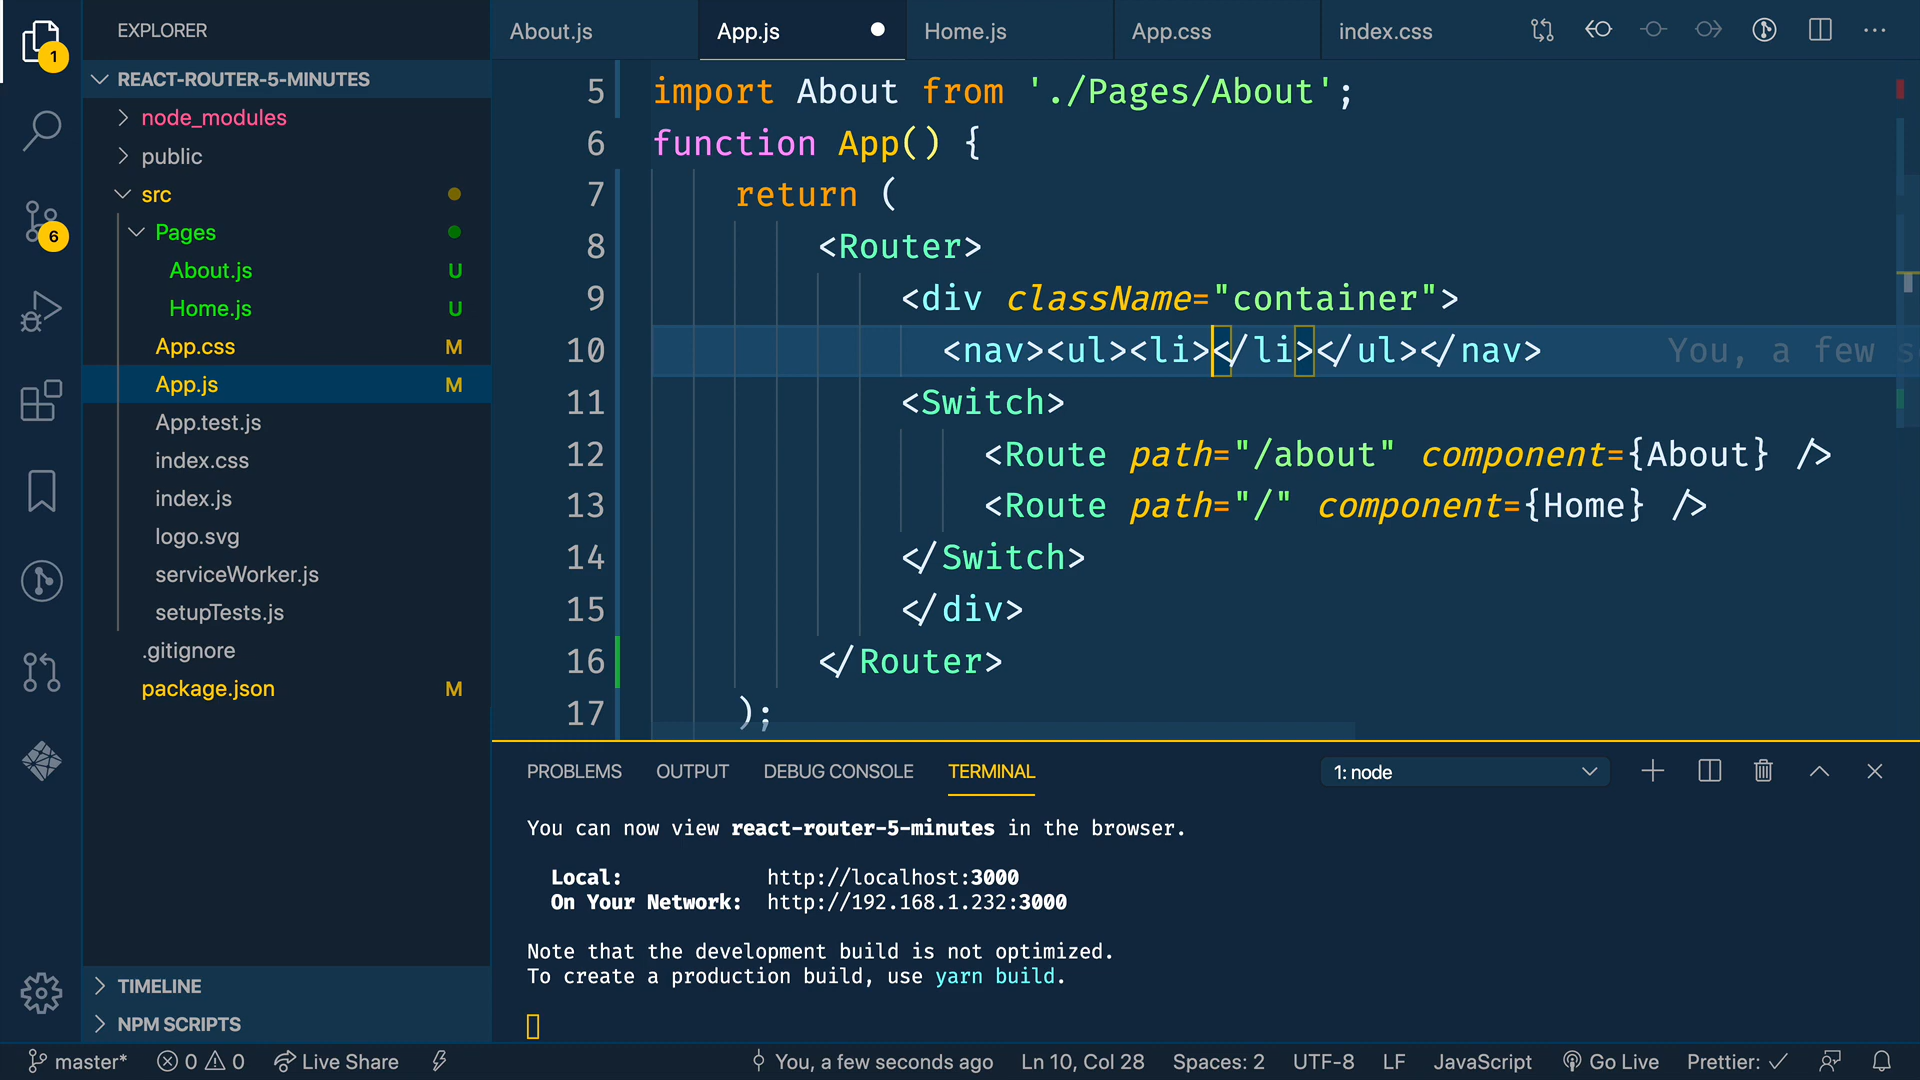 EXPLORER
1
6
REACT-ROUTER-5-MINUTES
node_modules
public
src
Pages
About.js U
Home.js U
App.css M
App.js M
App.test.js
index.css
index.js
logo.svg
serviceWorker.js
setupTests.js
.gitignore
package.json M
TIMELINE
NPM SCRIPTS
About.js App.js Home.js App.css index.css
5 import About from './Pages/About';
6 function App() {
7 return (
8 <Router>
9 <div className="container">
10 <nav><ul><li></li></ul></nav> You, a few s
11 <Switch>
12 <Route path="/about" component={About} />
13 <Route path="/" component={Home} />
14 </Switch>
15 </div>
16 </Router>
17 );
PROBLEMS OUTPUT DEBUG CONSOLE TERMINAL 1: node
You can now view react-router-5-minutes in the browser.
Local: http://localhost:3000
On Your Network: http://192.168.1.232:3000
Note that the development build is not optimized.
To create a production build, use yarn build.
master* 0 0 Live Share You, a few seconds ago Ln 10, Col 28 Spaces: 2 UTF-8 LF JavaScript Go Live Prettier: ✓